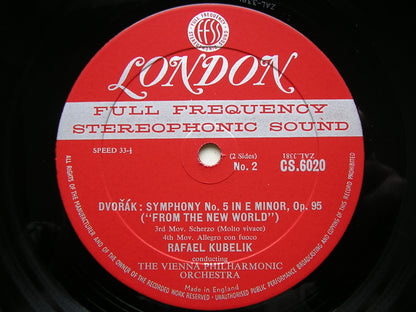 FULL FREQUENCY
FFSS
LONDON
FULL FREQUENCY
STEREOPHONIC SOUND
SPEED 33⅓
(2 Sides)
No. 2
ZAL.3381
CS.6020
DVOŘÁK : SYMPHONY No. 5 IN E MINOR, Op. 95
("FROM THE NEW WORLD")
3rd Mov. Scherzo (Molto vivace)
4th Mov. Allegro con fuoco
RAFAEL KUBELIK
conducting
THE VIENNA PHILHARMONIC
ORCHESTRA
Made in England
ALL RIGHTS OF THE MANUFACTURER AND OF THE OWNER OF THE RECORDED WORK RESERVED · UNAUTHORISED PUBLIC PERFORMANCE BROADCASTING AND COPYING OF THIS RECORD PROHIBITED